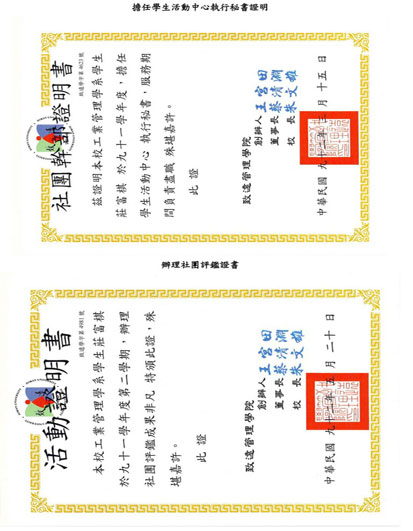 擔任學生活動中心執行秘書證明
社團幹部證明書
致遠學字第4623號
茲證明本校工業管理學系學生
莊富棋 於九十一學年度,擔任
學生活動中心 執行秘書,服務期
間負責盡職 殊堪嘉許。
此 證
致遠管理學院
創辦人 王宮田
董事長 蔡清淵
校 長 朱文雄
中華民國 九十二年 三月 十五日
辦理社團評鑑證書
活動證明書
致遠學字第4981號
本校工業管理學系學生莊富棋
於九十一學年度第二學期,辦理
社團評鑑成果非凡 特頒此證,殊
堪嘉許。
此 證
致遠管理學院
創辦人 王宮田
董事長 蔡清淵
校 長 朱文雄
中華民國 九十二年 五月 二十日